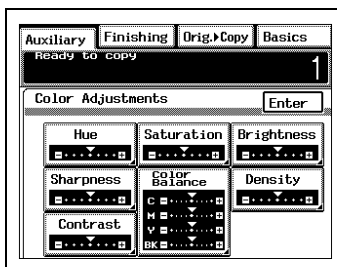 Auxiliary Finishing Orig.▸Copy Basics
Ready to copy
1
Color Adjustments Enter
Hue Saturation Brightness
Sharpness Color Balance Density
C
M
Y
BK
Contrast